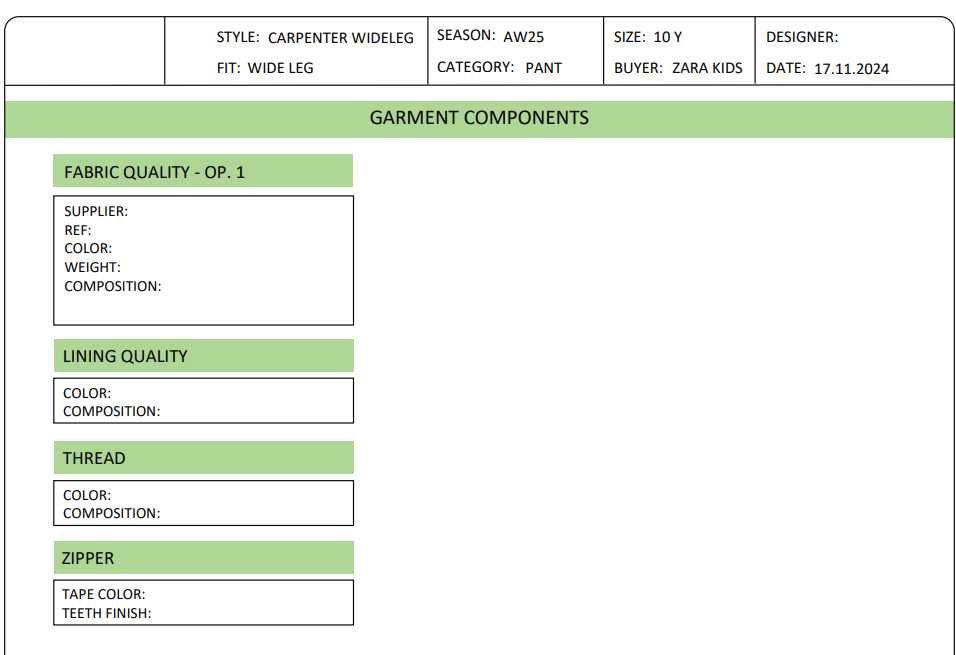 STYLE: CARPENTER WIDELEG
FIT: WIDE LEG
SEASON: AW25
CATEGORY: PANT
SIZE: 10 Y
BUYER: ZARA KIDS
DESIGNER:
DATE: 17.11.2024
GARMENT COMPONENTS
FABRIC QUALITY - OP. 1
SUPPLIER:
REF:
COLOR:
WEIGHT:
COMPOSITION:
LINING QUALITY
COLOR:
COMPOSITION:
THREAD
COLOR:
COMPOSITION:
ZIPPER
TAPE COLOR:
TEETH FINISH: